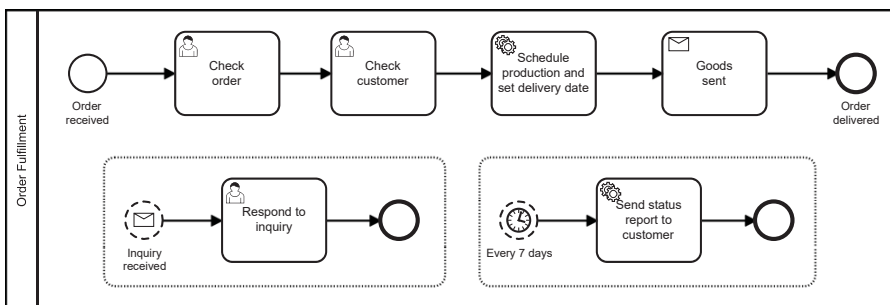 Order Fulfillment
Order
received
Check
order
Check
customer
Schedule
production and
set delivery date
Goods
sent
Order
delivered
Inquiry
received
Respond to
inquiry
Every 7 days
Send status
report to
customer